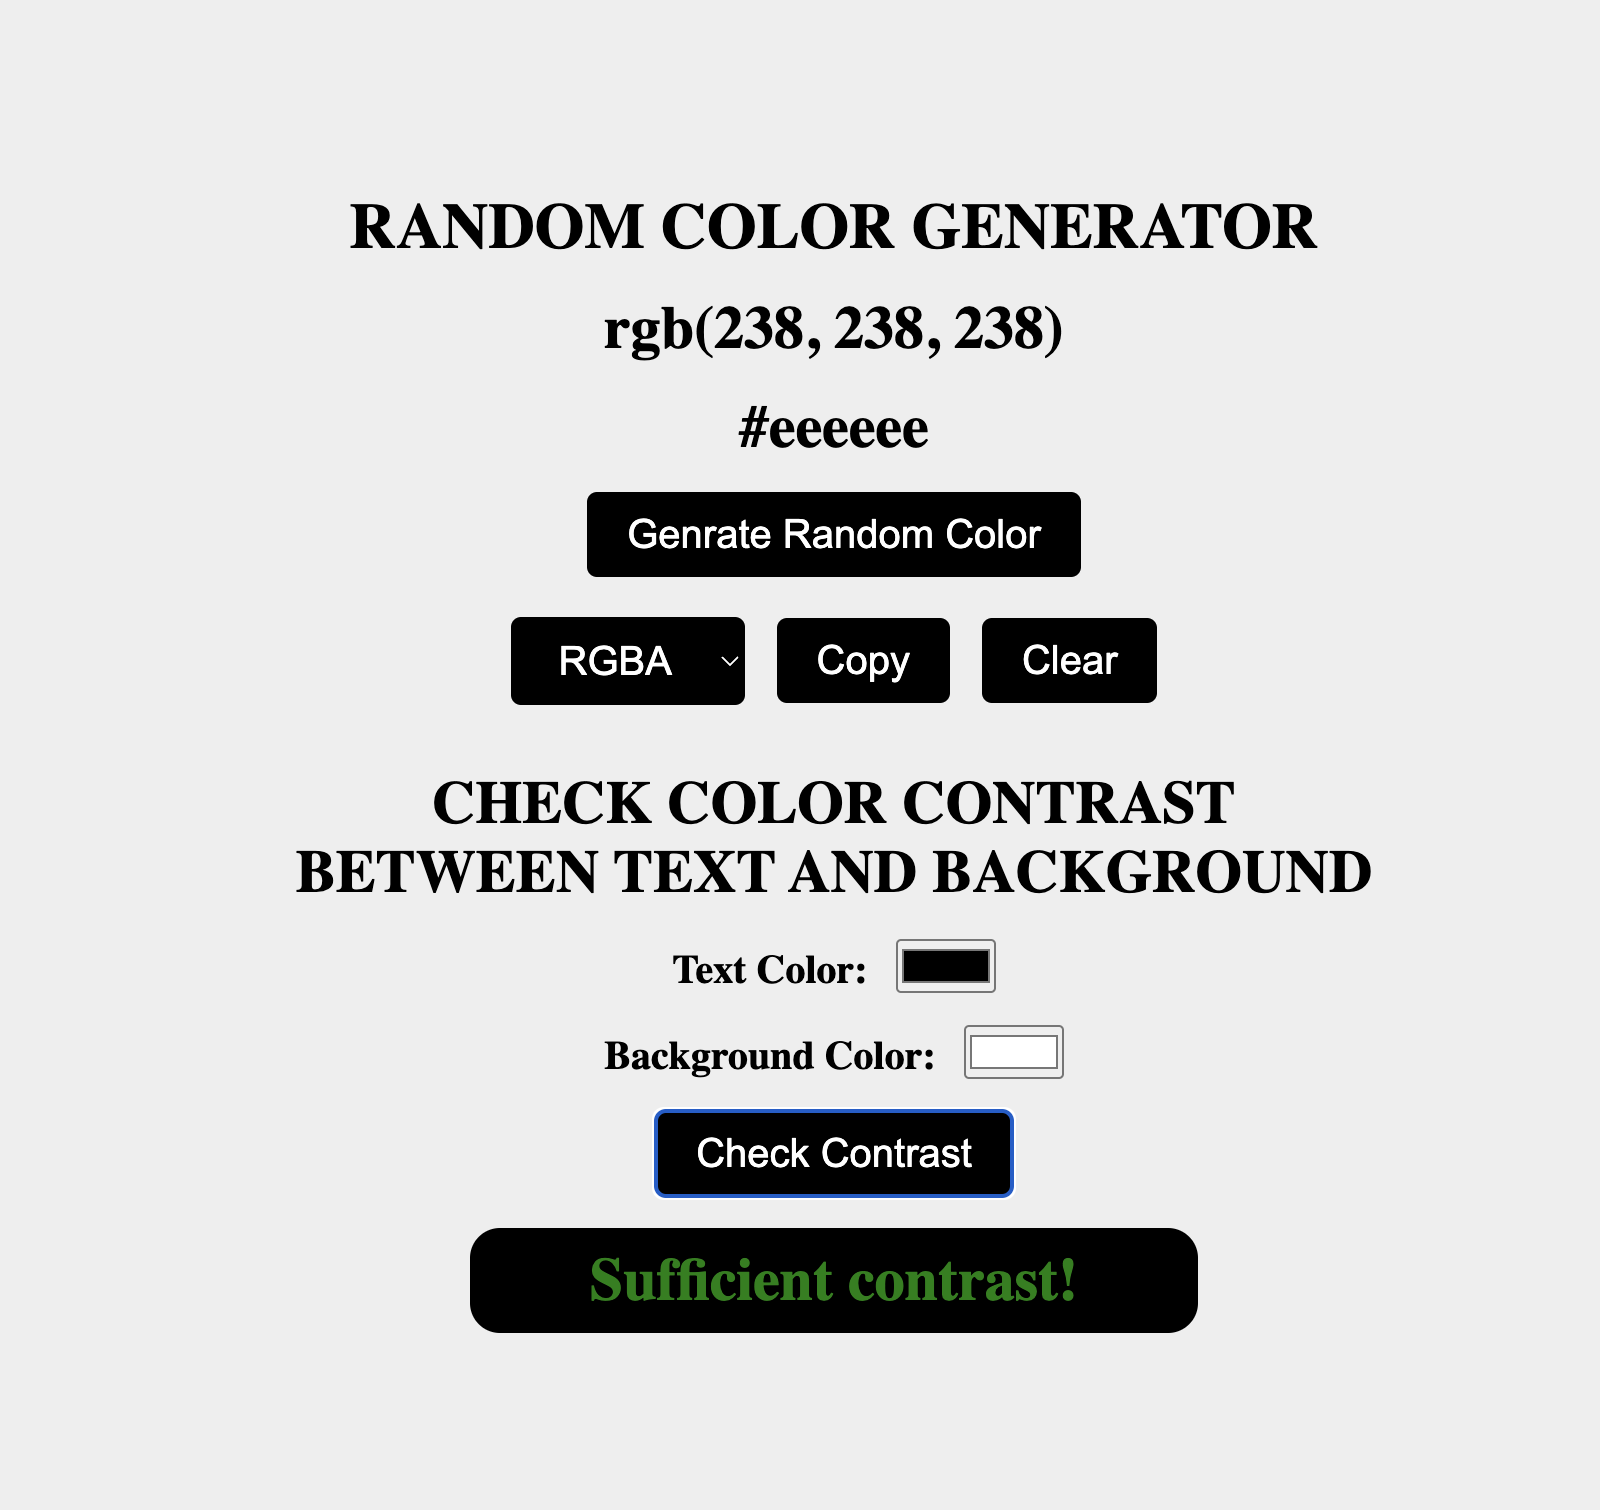 RANDOM COLOR GENERATOR
rgb(238, 238, 238)
#eeeeee
Genrate Random Color
RGBA
Copy
Clear
CHECK COLOR CONTRAST
BETWEEN TEXT AND BACKGROUND
Text Color:
Background Color:
Check Contrast
Sufficient contrast!